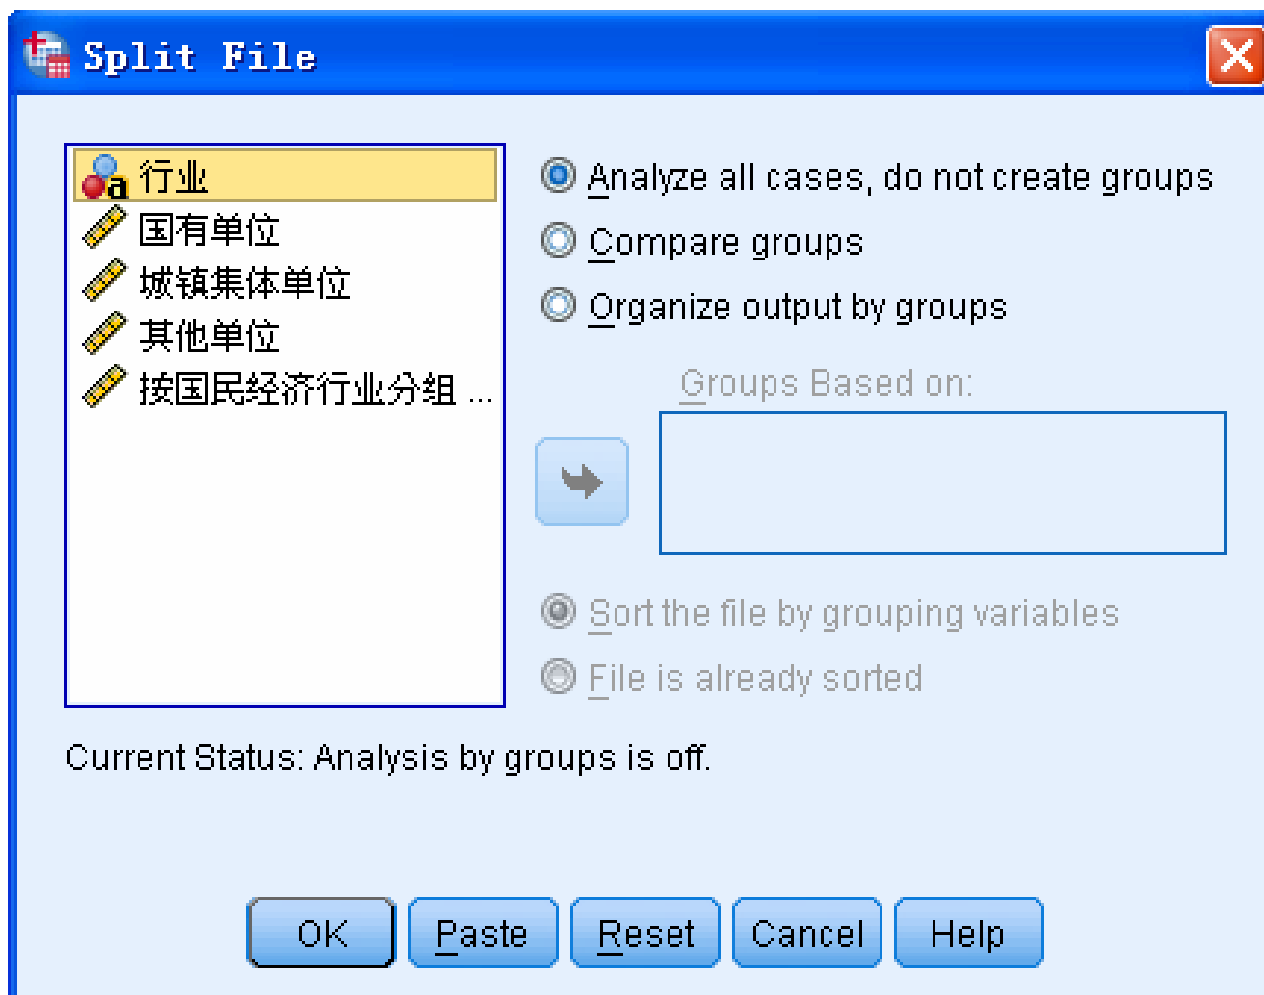 Split File
行业
国有单位
城镇集体单位
其他单位
按国民经济行业分组 ...
Analyze all cases, do not create groups
Compare groups
Organize output by groups
Groups Based on:
Sort the file by grouping variables
File is already sorted
Current Status: Analysis by groups is off.
OK
Paste
Reset
Cancel
Help